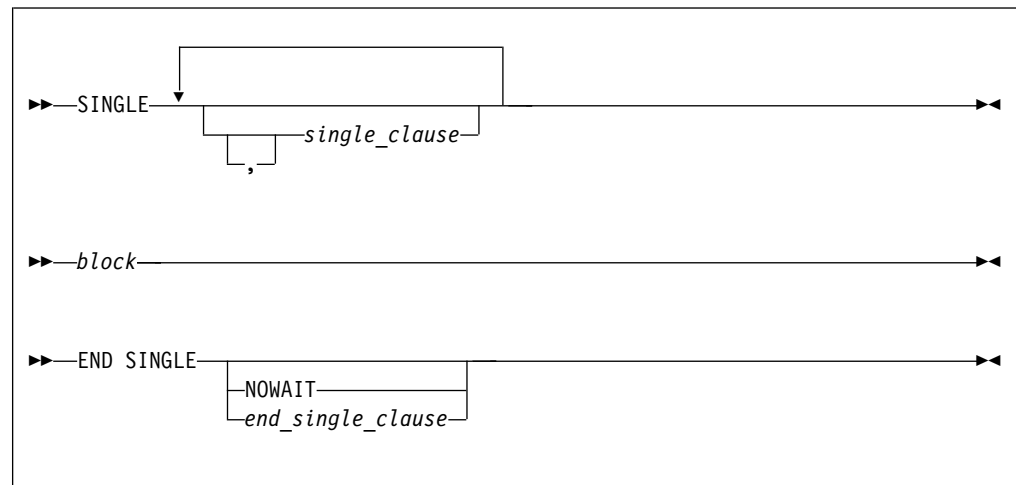 SINGLE
single_clause
,
block
END SINGLE
NOWAIT
end_single_clause